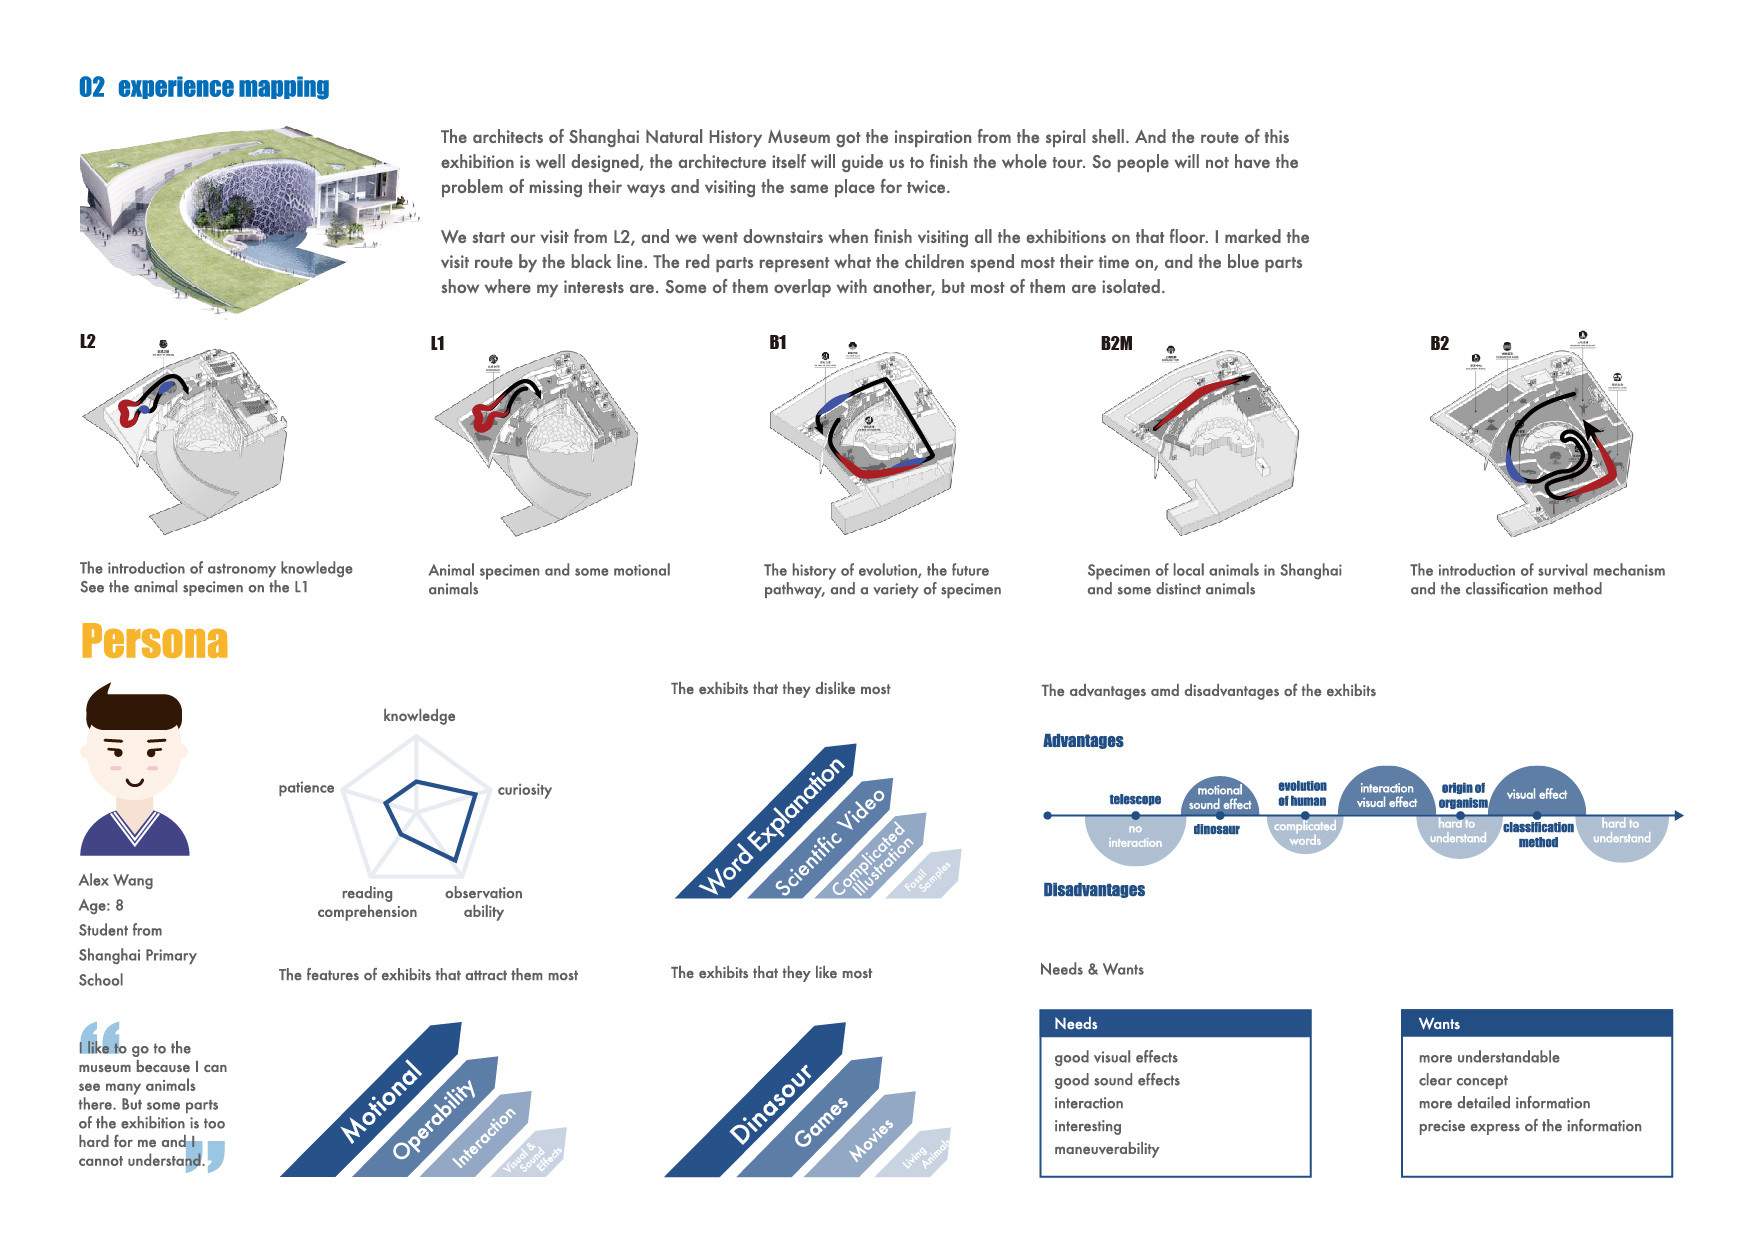 02 experience mapping
The architects of Shanghai Natural History Museum got the inspiration from the spiral shell. And the route of this
exhibition is well designed, the architecture itself will guide us to finish the whole tour. So people will not have the
problem of missing their ways and visiting the same place for twice.
We start our visit from L2, and we went downstairs when finish visiting all the exhibitions on that floor. I marked the
visit route by the black line. The red parts represent what the children spend most their time on, and the blue parts
show where my interests are. Some of them overlap with another, but most of them are isolated.
L2
L1
B1
B2M
B2
The introduction of astronomy knowledge
See the animal specimen on the L1
Animal specimen and some motional
animals
The history of evolution, the future
pathway, and a variety of specimen
Specimen of local animals in Shanghai
and some distinct animals
The introduction of survival mechanism
and the classification method
Persona
Alex Wang
Age: 8
Student from
Shanghai Primary
School
I like to go to the
museum because I can
see many animals
there. But some parts
of the exhibition is too
hard for me and I
cannot understand.
knowledge
patience
curiosity
reading
comprehension
observation
ability
The features of exhibits that attract them most
Motional
Operability
Interaction
Visual &
Sound
Effects
The exhibits that they dislike most
Word Explanation
Scientific Video
Complicated
Illustration
Fossil
Samples
The exhibits that they like most
Dinasour
Games
Movies
Living
Animals
The advantages amd disadvantages of the exhibits
Advantages
telescope
no
interaction
motional
sound effect
dinosaur
evolution
of human
complicated
words
interaction
visual effect
origin of
organism
hard to
understand
visual effect
classification
method
hard to
understand
Disadvantages
Needs & Wants
Needs
good visual effects
good sound effects
interaction
interesting
maneuverability
Wants
more understandable
clear concept
more detailed information
precise express of the information